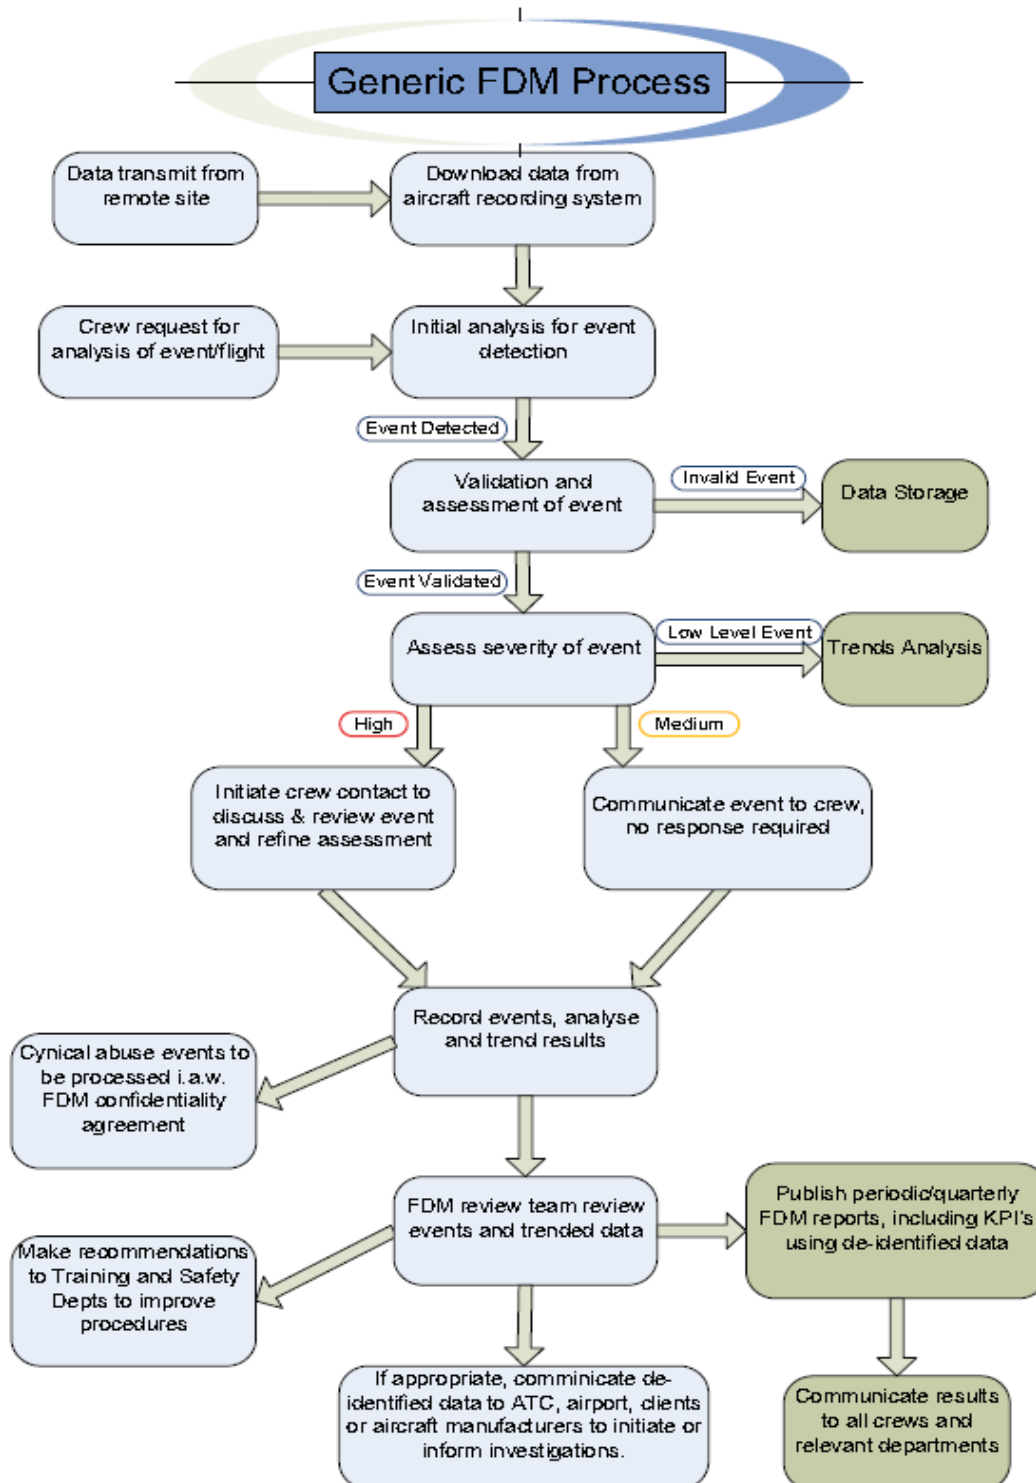 Generic FDM Process
Data transmit from
remote site
Download data from
aircraft recording system
Crew request for
analysis of event/flight
Initial analysis for event
detection
Event Detected
Validation and
assessment of event
Invalid Event
Data Storage
Event Validated
Assess severity of event
Low Level Event
Trends Analysis
High
Medium
Initiate crew contact to
discuss & review event
and refine assessment
Communicate event to crew,
no response required
Record events, analyse
and trend results
Cynical abuse events to
be processed i.a.w.
FDM confidentiality
agreement
FDM review team review
events and trended data
Publish periodic/quarterly
FDM reports, including KPI's
using de-identified data
Make recommendations
to Training and Safety
Depts to improve
procedures
If appropriate, comminicate de-
identified data to ATC, airport, clients
or aircraft manufacturers to initiate or
inform investigations.
Communicate results
to all crews and
relevant departments